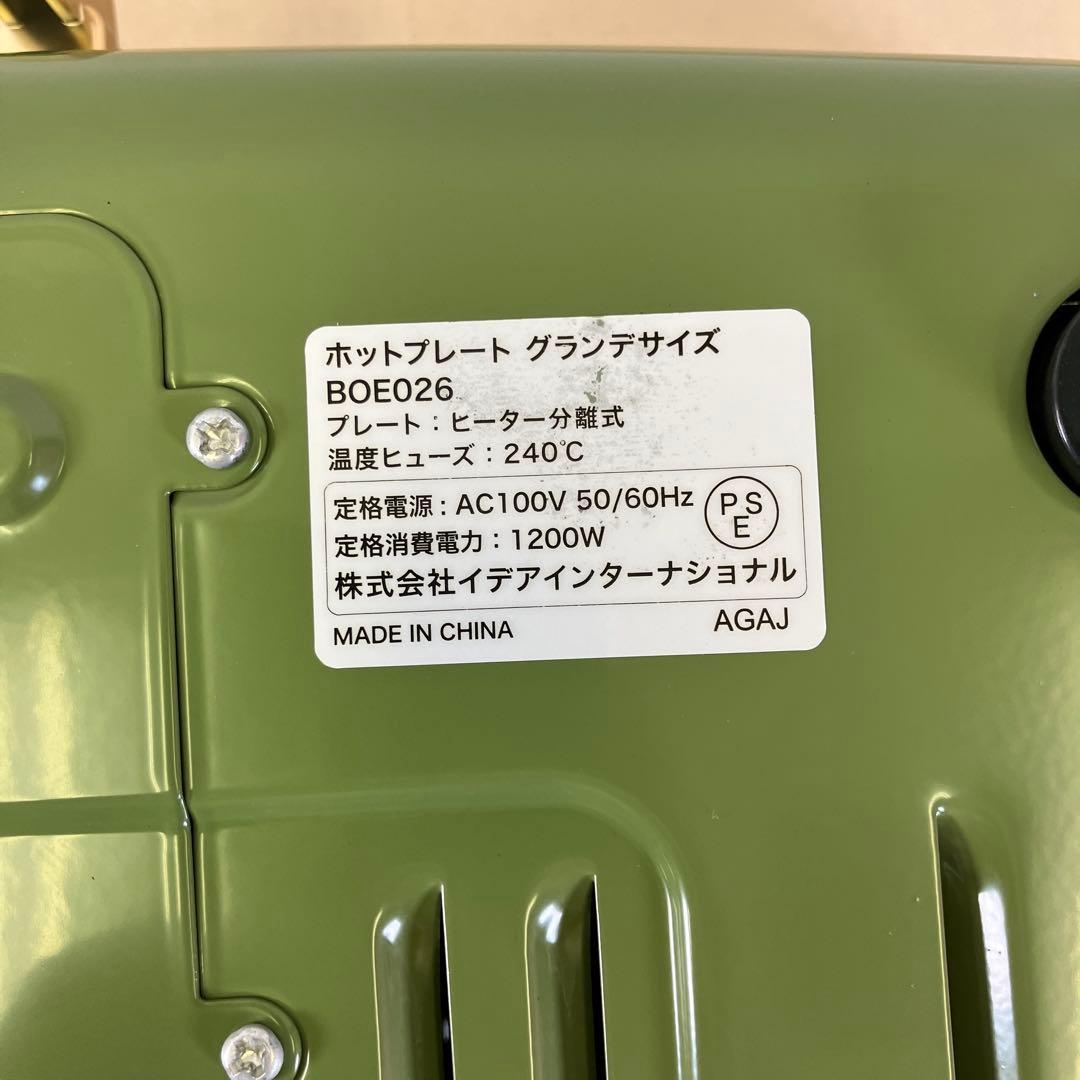 ホットプレート グランデサイズ
BOE026
プレート：ヒーター分離式
温度ヒューズ：240℃
定格電源：AC100V 50/60Hz
PSE
定格消費電力：1200W
株式会社イデアインターナショナル
MADE IN CHINA AGAJ